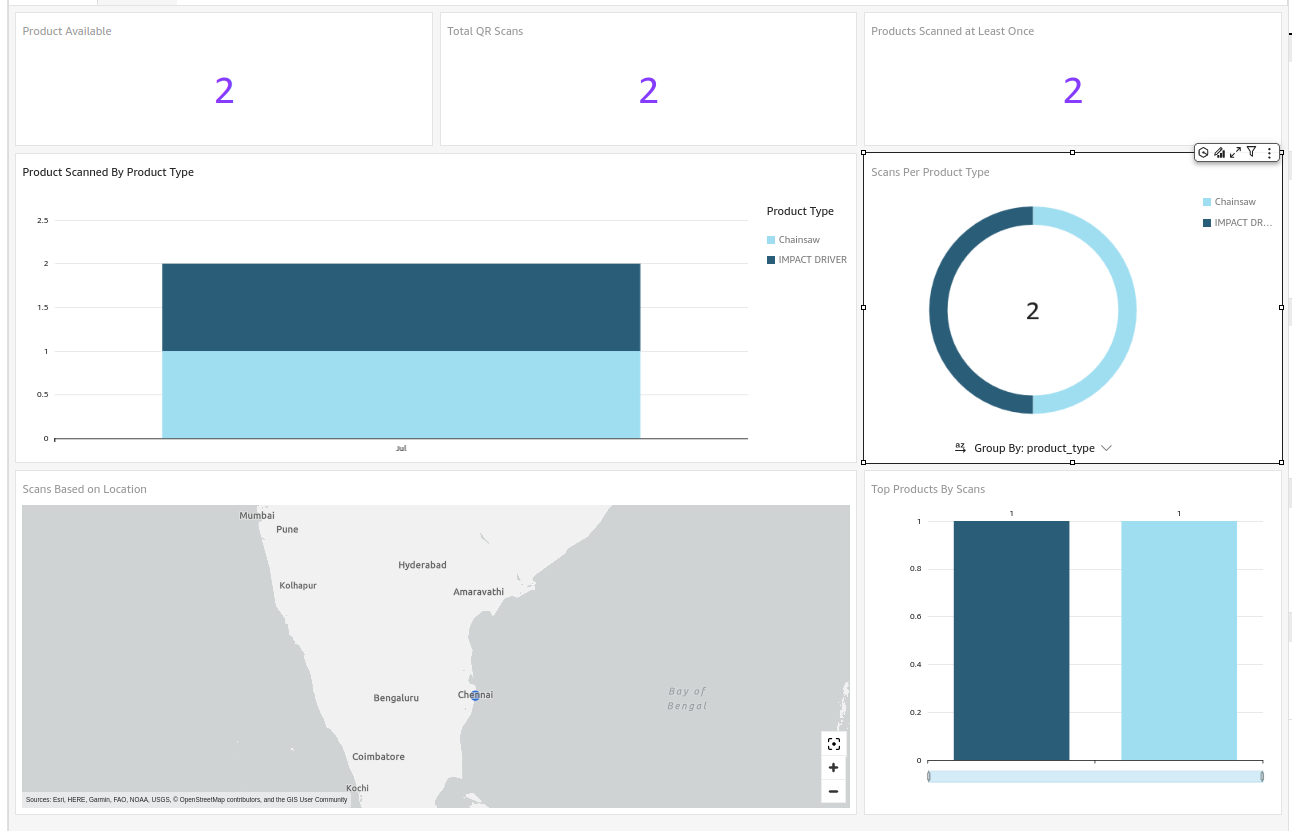 Product Available
2
Total QR Scans
2
Products Scanned at Least Once
2
Product Scanned By Product Type
2.5
2
1.5
1
0.5
0
Jul
Product Type
Chainsaw
IMPACT DRIVER
Scans Per Product Type
Chainsaw
IMPACT DR...
2
Group By: product_type
Scans Based on Location
Mumbai
Pune
Hyderabad
Kolhapur
Amaravathi
Bengaluru
Chennai
Bay of
Bengal
Coimbatore
Kochi
Sources: Esri, HERE, Garmin, FAO, NOAA, USGS, © OpenStreetMap contributors, and the GIS User Community
Top Products By Scans
1
1
1
0.8
0.6
0.4
0.2
0